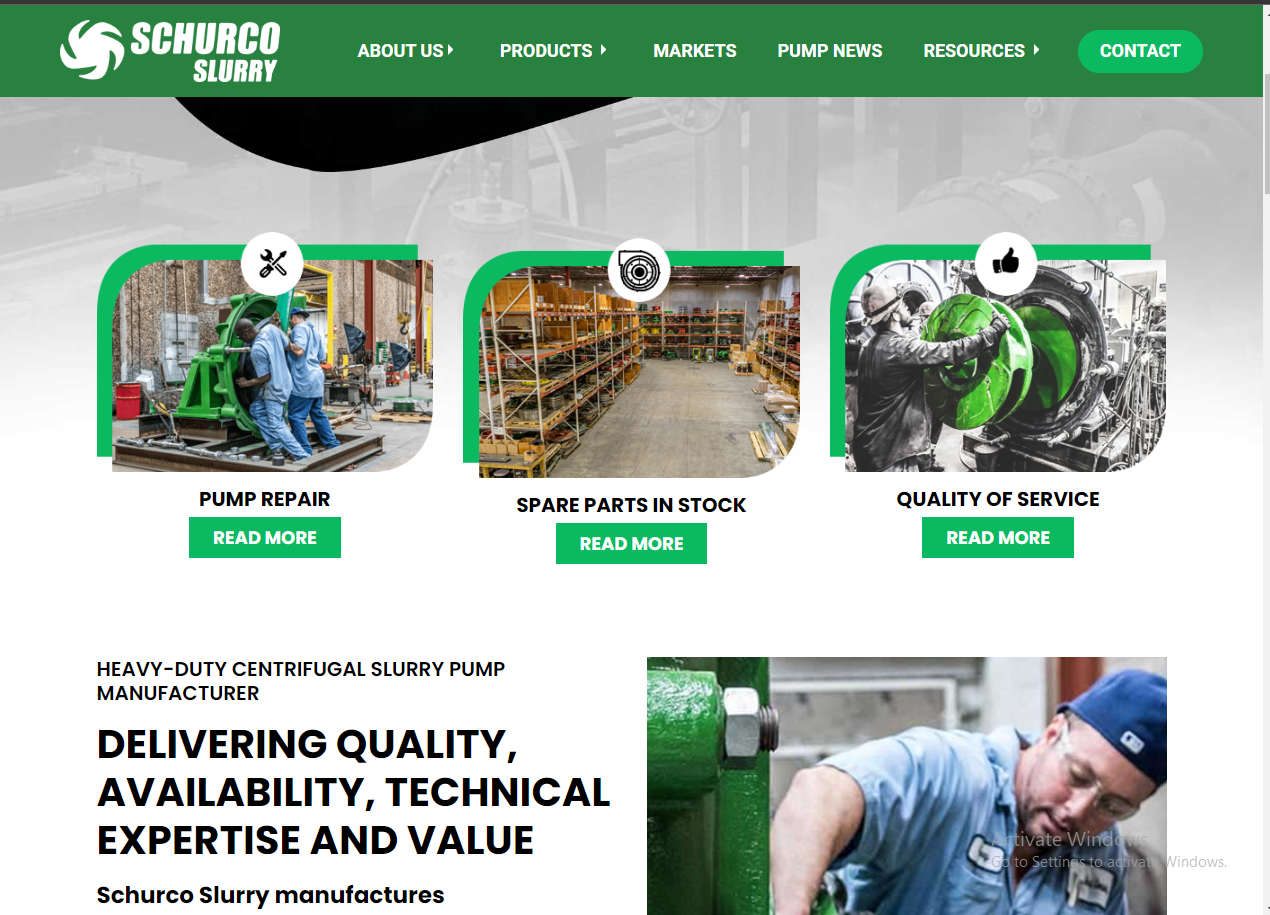 SCHURCO
SLURRY
ABOUT US
PRODUCTS
MARKETS
PUMP NEWS
RESOURCES
CONTACT
PUMP REPAIR
READ MORE
SPARE PARTS IN STOCK
READ MORE
QUALITY OF SERVICE
READ MORE
HEAVY-DUTY CENTRIFUGAL SLURRY PUMP
MANUFACTURER
DELIVERING QUALITY,
AVAILABILITY, TECHNICAL
EXPERTISE AND VALUE
Schurco Slurry manufactures
Activate Windows
Go to Settings to activate Windows.